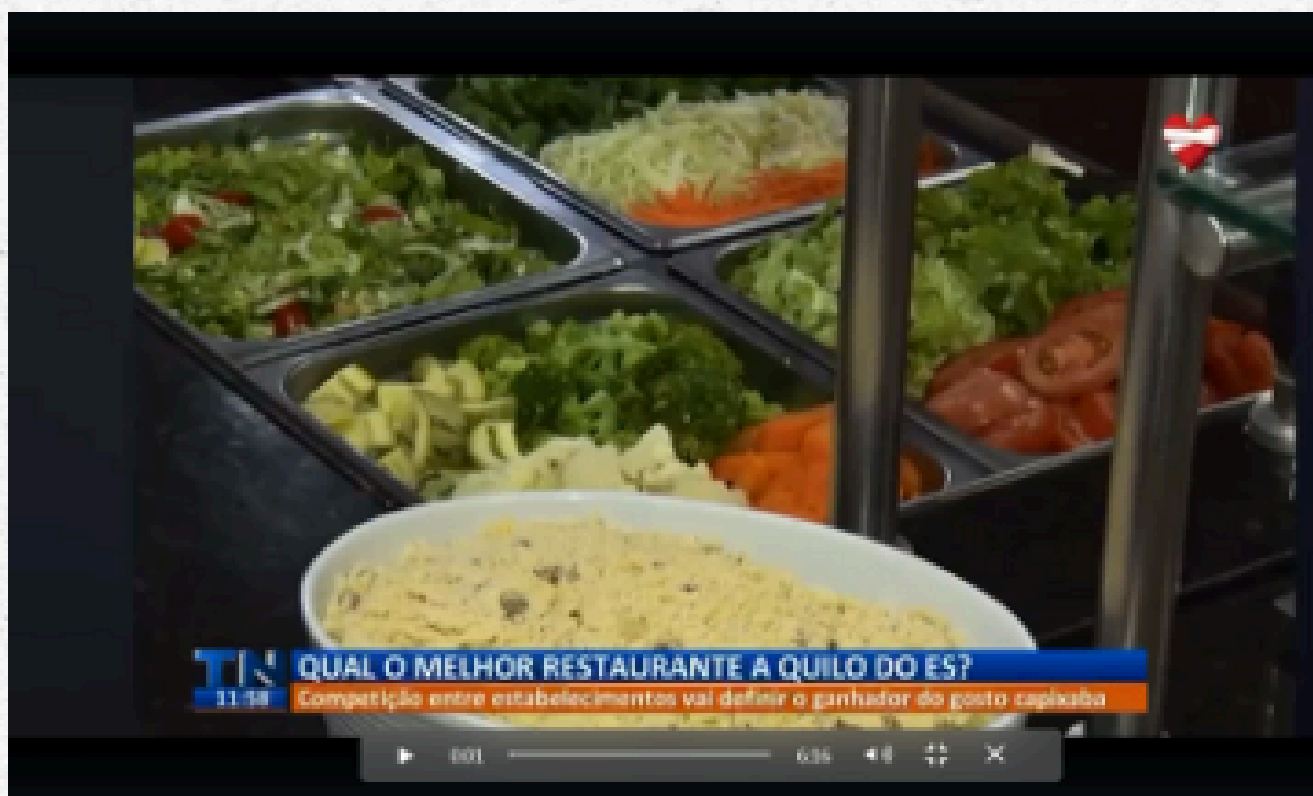 TN QUAL O MELHOR RESTAURANTE A QUILO DO ES?
11:58 Competição entre estabelecimentos vai definir o ganhador do gosto capixaba
0:01 6:16